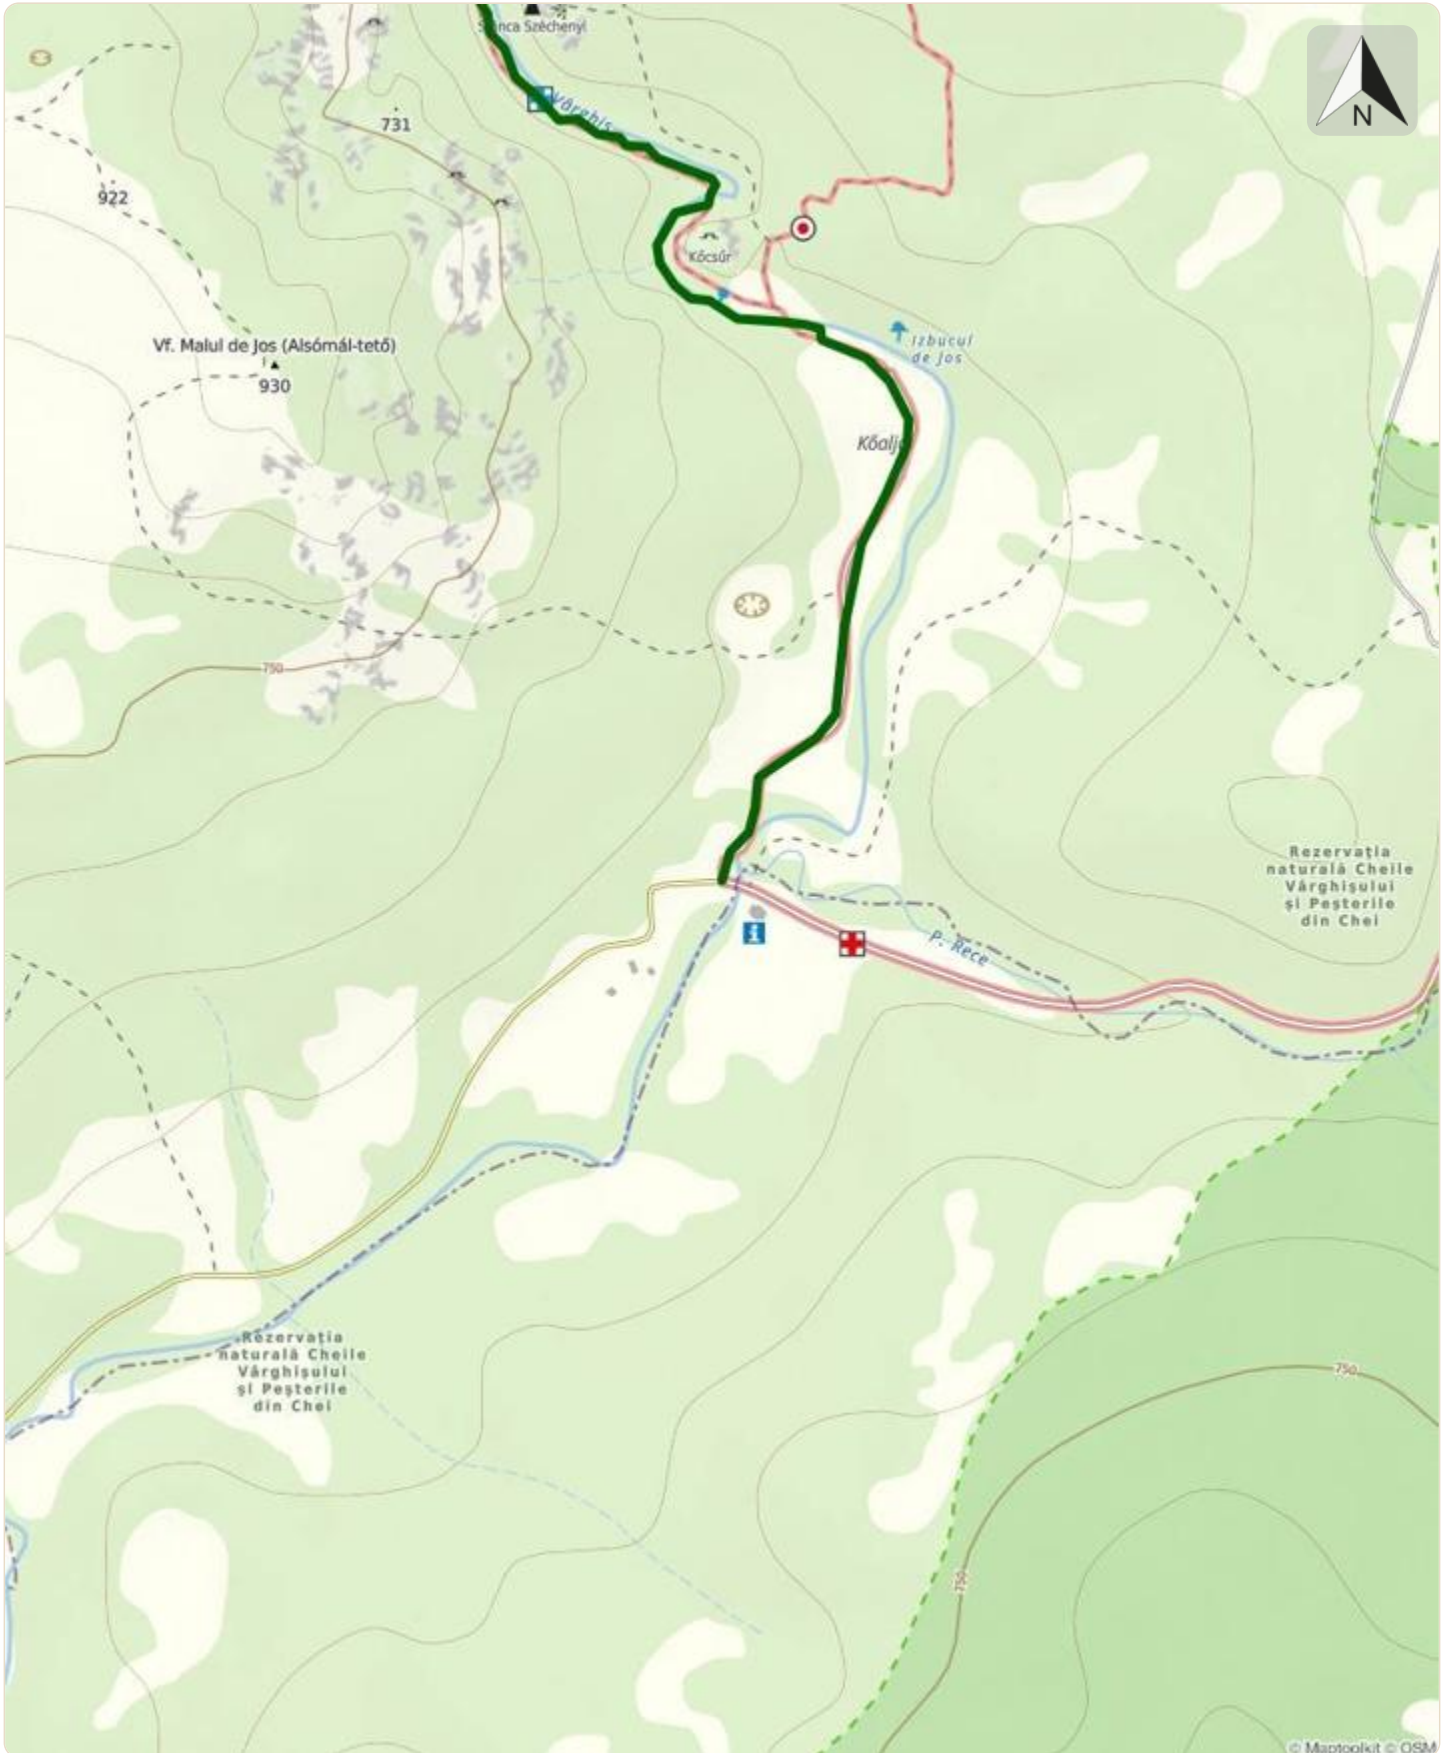 Stânca Széchenyi
Vârghiș
N
731
922
Kőcsűr
Izbucul
de Jos
Vf. Malul de Jos (Alsómál-tető)
930
Kőalja
750
Rezervația
naturală Cheile
Vârghișului
și Peșterile
din Chei
i
P. Rece
Rezervația
naturală Cheile
Vârghișului
și Peșterile
din Chei
750
750
© Maptoolkit © OSM